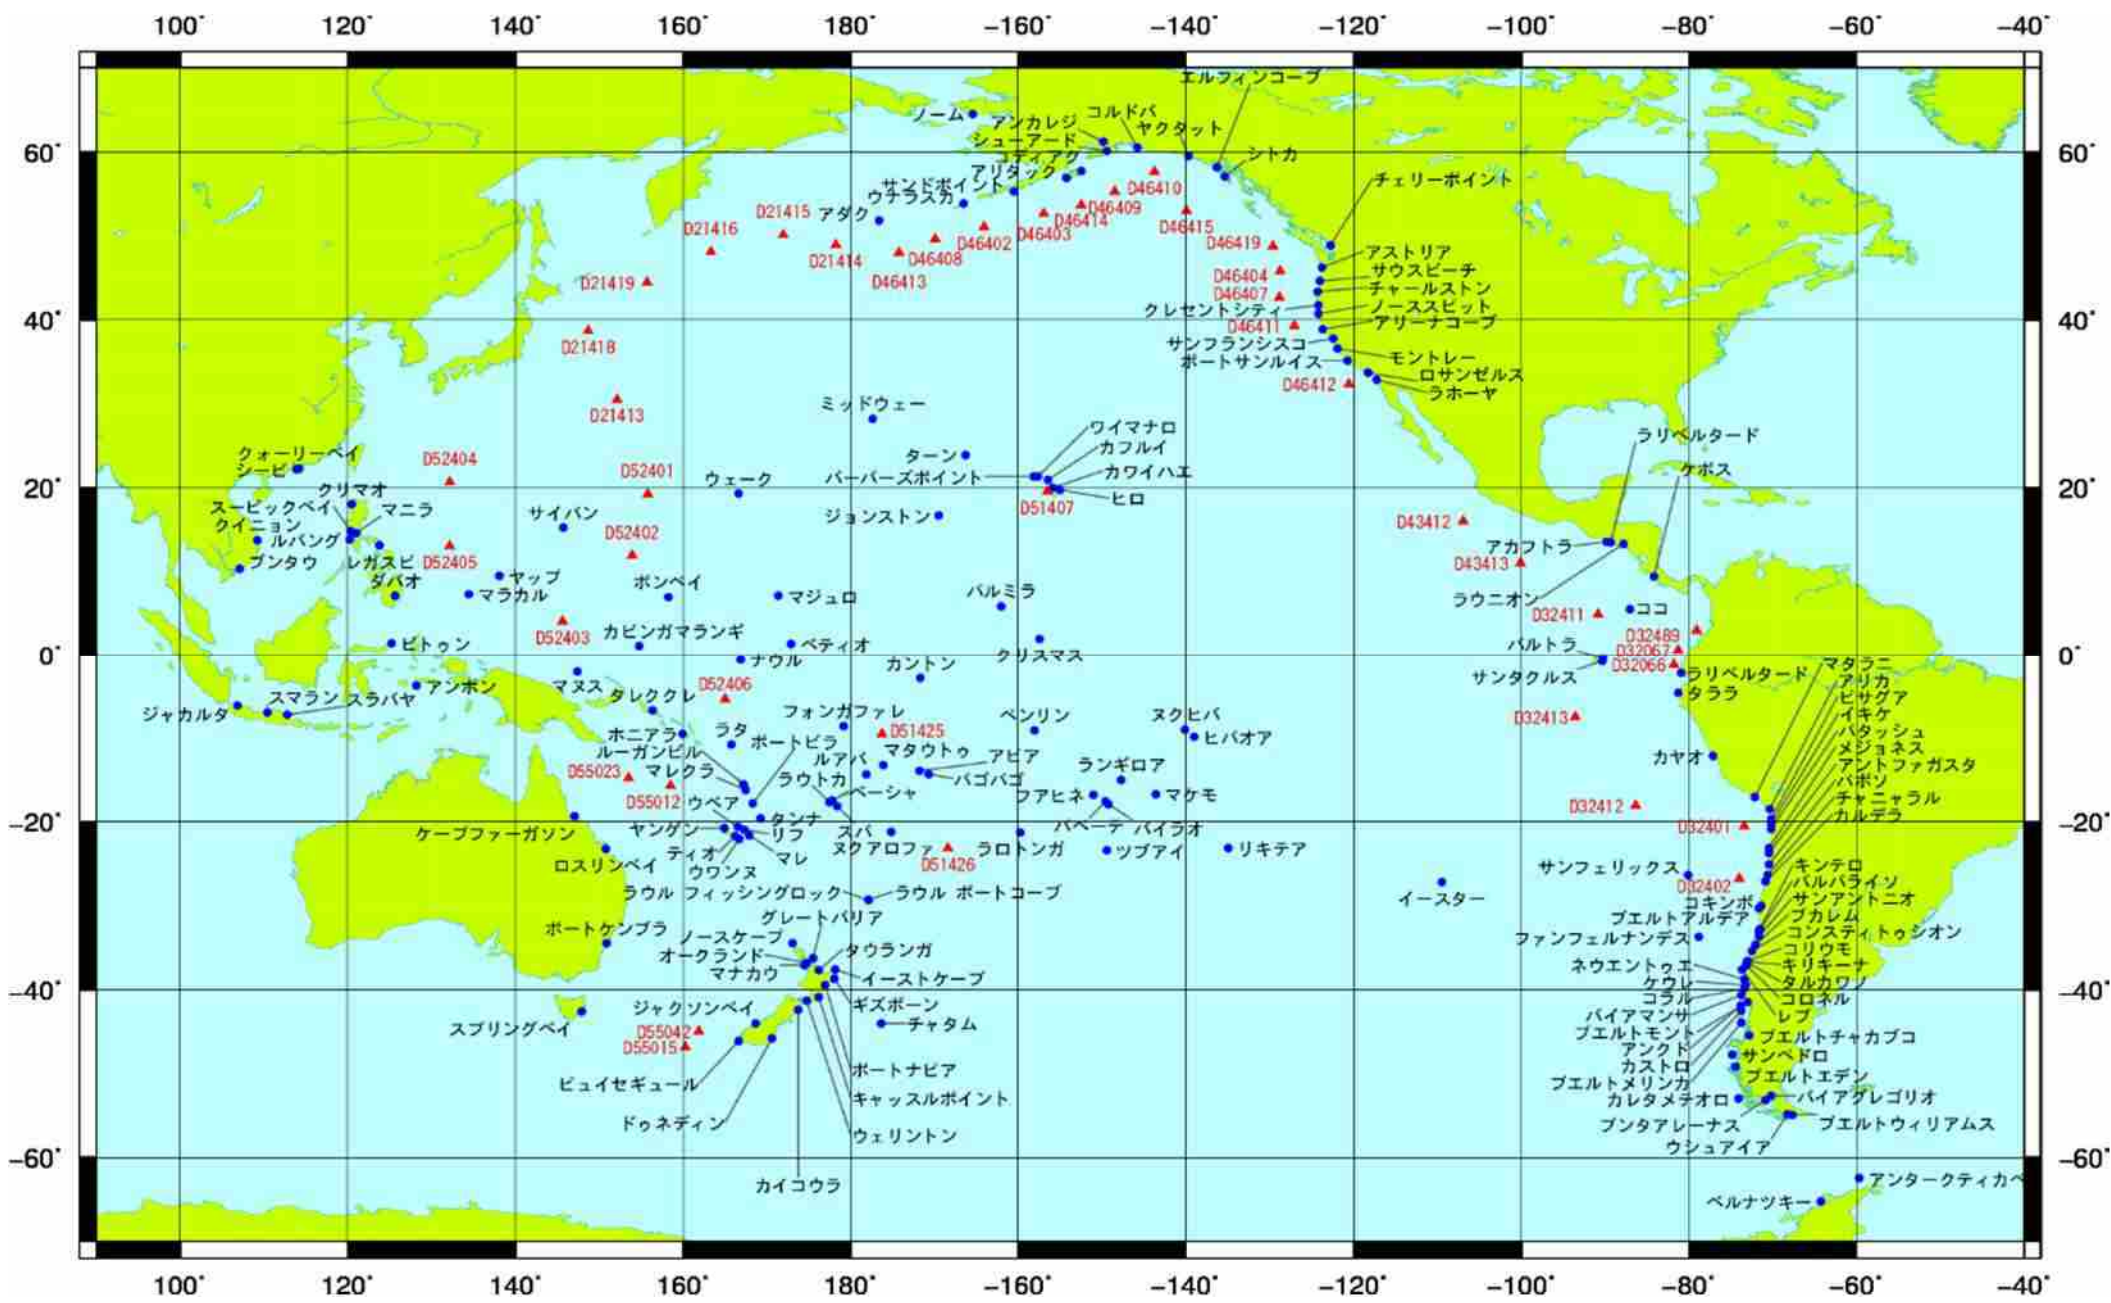 100° 120° 140° 160° 180° −160° −140° −120° −100° −80° −60° −40°
エルフィンコーブ
ノーム
コルドバ
アンカレジ
ヤクタット
シューアード
コディアク
シトカ
60°
60°
アリタック
サンドポイント
ウナラスカ
アダク
チェリーポイント
D46410
D46409
D46414
D46415
D46403
D46402
D46408
D46413
D21414
D21415
D21416
D21419
D21418
D21413
D46419
D46404
D46407
D46411
D46412
アストリア
サウスビーチ
チャールストン
クレセントシティ
ノーススピット
アリーナコーブ
40°
40°
サンフランシスコ
ポートサンルイス
モントレー
ロサンゼルス
ラホーヤ
ミッドウェー
ワイマナロ
カフルイ
ターン
バーバーズポイント
カワイハエ
ヒロ
D51407
ラリベルタード
ケポス
クォーリーベイ
シービ
D52404
D52401
ウェーク
20°
20°
クリマオ
スービックベイ
マニラ
クイニョン
ルバング
サイパン
D52402
ジョンストン
D43412
アカフトラ
D43413
ブンタウ
レガスピ
D52405
ダバオ
ヤップ
マラカル
ポンペイ
マジュロ
パルミラ
ラウニオン
D32411
ココ
D52403
カピンガマランギ
ビトゥン
ベティオ
ナウル
クリスマス
カントン
D32489
バルトラ
D32067
D32066
0°
0°
サンタクルス
ラリベルタード
タララ
マタラニ
アリカ
ピサグア
イキケ
パタッシュ
メジョネス
アントファガスタ
パポソ
チャニャラル
カルデラ
アンボン
マヌス
D52406
スマラン
スラバヤ
ジャカルタ
タレククレ
フォンガファレ
ペンリン
ヌクヒバ
D32413
ホニアラ
ラタ
ポートビラ
D51425
ヒバオア
ルーガンビル
マタウトゥ
アピア
ルアバ
カヤオ
D55023
マレクラ
ラウトカ
パゴパゴ
ランギロア
D55012
ウベア
ベーシャ
フアヒネ
マケモ
D32412
−20°
−20°
ケープファーガソン
ヤンゲン
タンナ
リフ
スバ
パペーテ
バイラオ
D32401
ロスリンベイ
ティオ
マレ
ウワンヌ
ヌクアロファ
D51426
ラロトンガ
ツブアイ
リキテア
サンフェリックス
キンテロ
D32402
バルパライソ
ラウル フィッシングロック
ラウル ボートコーブ
イースター
コキンボ
サンアントニオ
ポートケンブラ
グレートバリア
プエルトアルデア
ブカレム
ノースケープ
タウランガ
ファンフェルナンデス
コンスティトゥシオン
オークランド
コリウモ
マナカウ
イーストケープ
ネウエントゥエ
キリキーナ
−40°
−40°
ケウレ
タルカワノ
ジャクソンベイ
ギズボーン
コラル
コロネル
スプリングベイ
D55042
チャタム
バイアマンサ
レブ
D55015
プエルトモント
プエルトチャカブコ
アンクド
サンペドロ
ポートナピア
カストロ
ピュイセギュール
プエルトエデン
プエルトメリンカ
キャッスルポイント
カレタメテオロ
バイアグレゴリオ
ドゥネディン
プンタアレーナス
プエルトウィリアムス
ウェリントン
ウシュアイア
−60°
−60°
カイコウラ
アンタークティカベ
ベルナツキー
100° 120° 140° 160° 180° −160° −140° −120° −100° −80° −60° −40°